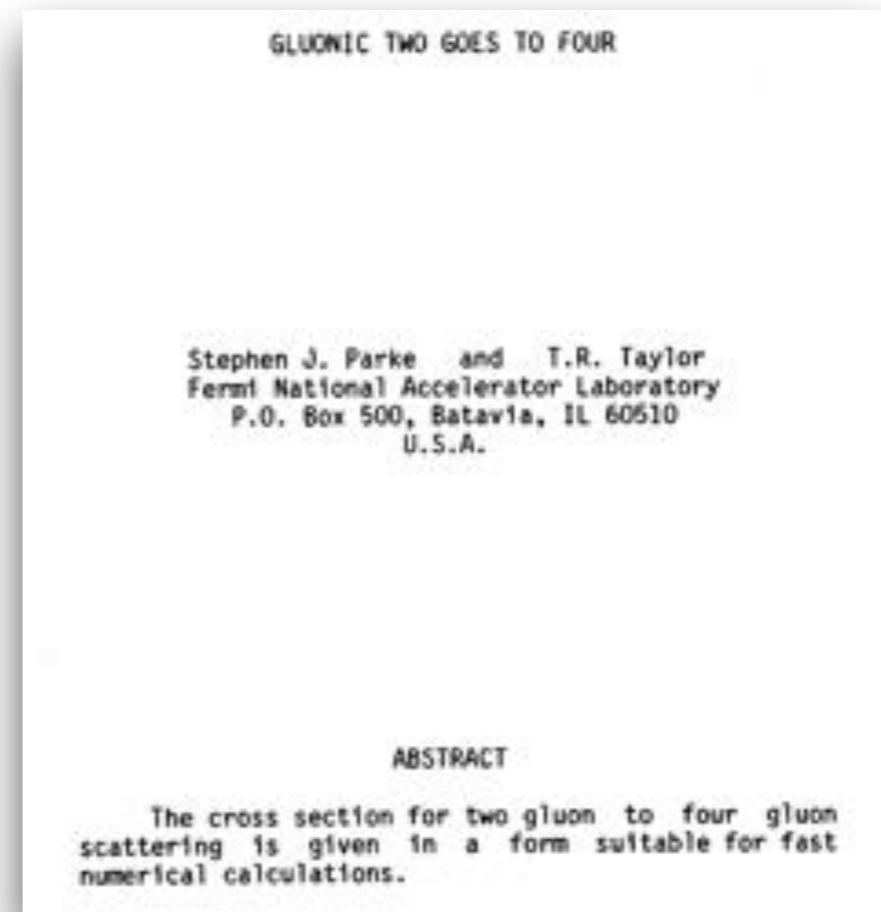 GLUONIC TWO GOES TO FOUR
Stephen J. Parke and T.R. Taylor
Fermi National Accelerator Laboratory
P.O. Box 500, Batavia, IL 60510
U.S.A.
ABSTRACT
The cross section for two gluon to four gluon
scattering is given in a form suitable for fast
numerical calculations.